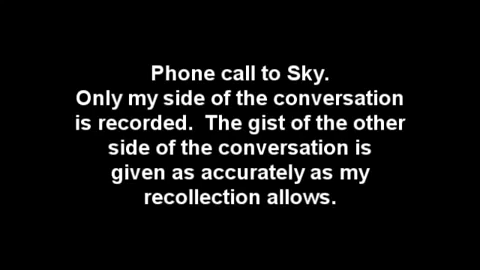 Phone call to Sky.
Only my side of the conversation
is recorded.  The gist of the other
side of the conversation is
given as accurately as my
recollection allows.